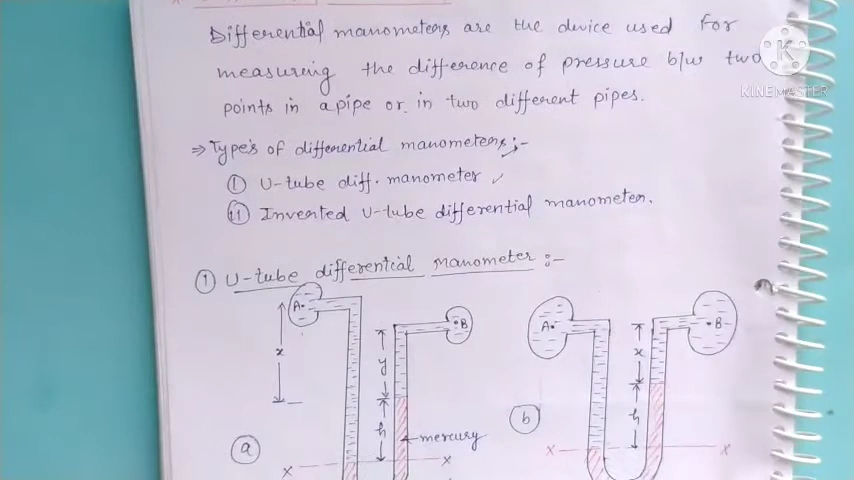 Differential manometers are the device used for
measuring the difference of pressure b/w two
points in a pipe or in two different pipes.
⇒ Types of differential manometers :-
(i) U-tube diff. manometer ✓
(ii) Inverted U-tube differential manometer.
(1) U-tube differential manometer :-
A
B
x
y
h
mercury
(a)
X
X
A
B
x
h
(b)
X
X
K
KINEMASTER